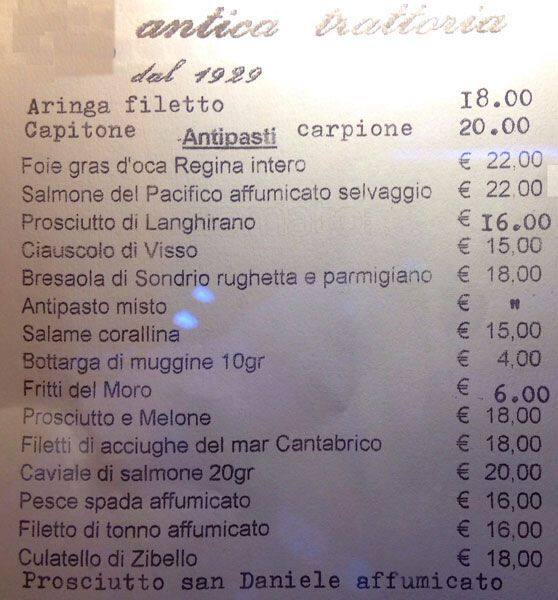 antica trattoria
dal 1929
Aringa filetto 18.00
Capitone carpione 20.00
Antipasti
Foie gras d'oca Regina intero € 22,00
Salmone del Pacifico affumicato selvaggio € 22,00
Prosciutto di Langhirano € 16.00
Ciauscolo di Visso € 15,00
Bresaola di Sondrio rughetta e parmigiano € 18,00
Antipasto misto € "
Salame corallina € 15,00
Bottarga di muggine 10gr € 4,00
Fritti del Moro € 6.00
Prosciutto e Melone € 18,00
Filetti di acciughe del mar Cantabrico € 18,00
Caviale di salmone 20gr € 20,00
Pesce spada affumicato € 16,00
Filetto di tonno affumicato € 16,00
Culatello di Zibello € 18,00
Prosciutto san Daniele affumicato